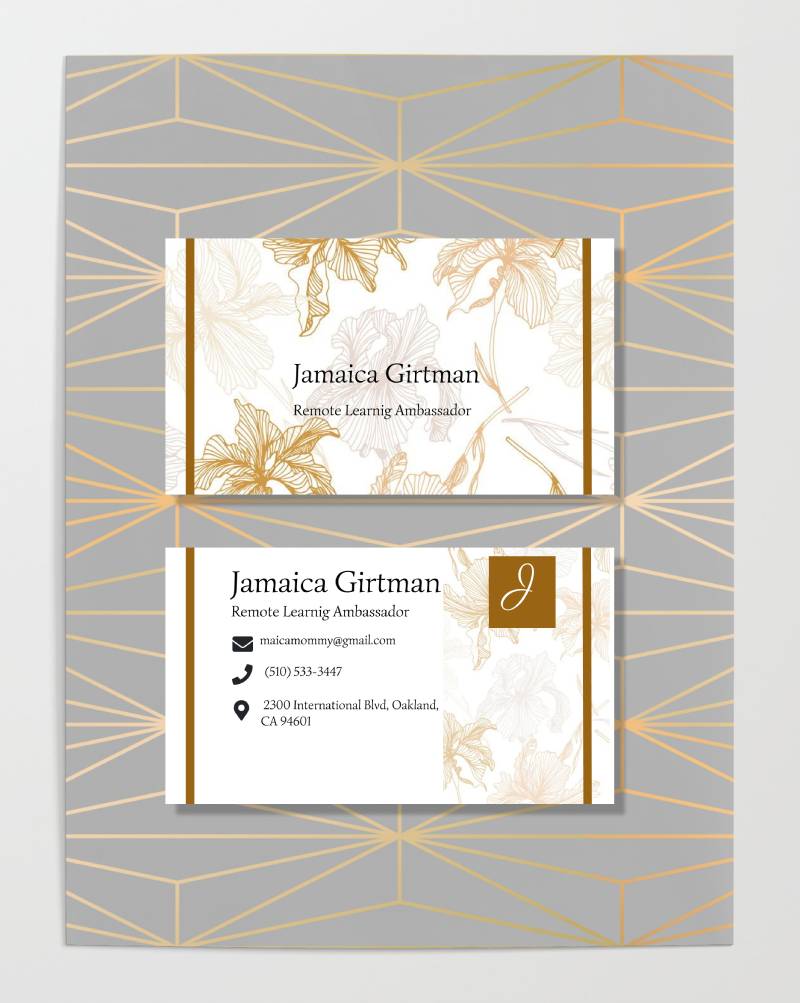 Jamaica Girtman
Remote Learnig Ambassador
Jamaica Girtman
Remote Learnig Ambassador
J
maicamommy@gmail.com
(510) 533-3447
2300 International Blvd, Oakland,
CA 94601